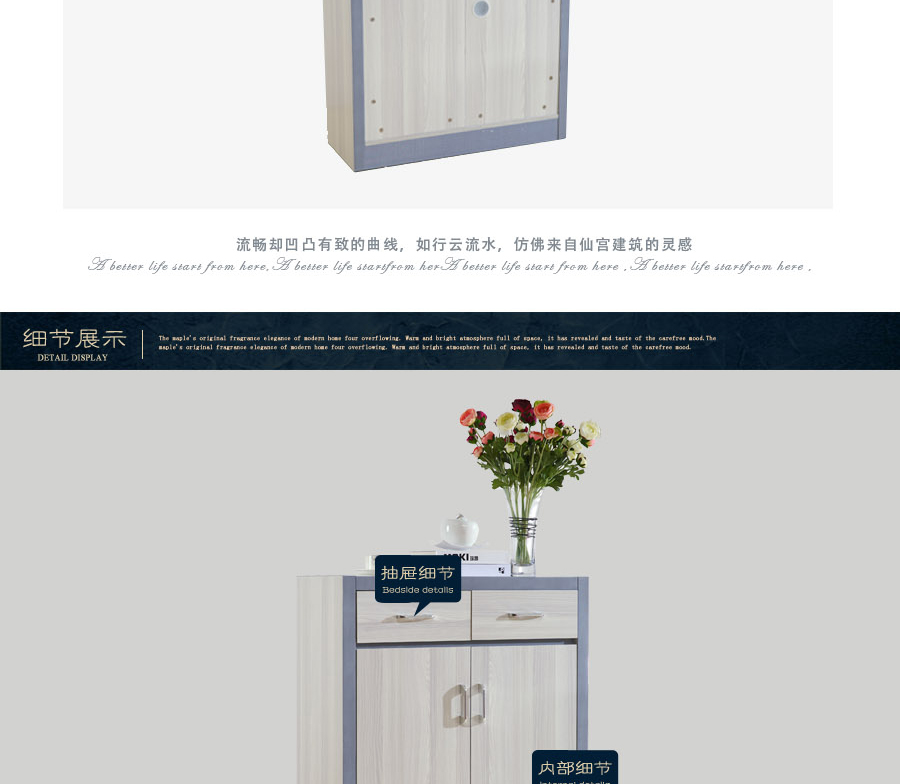 流畅却凹凸有致的曲线，如行云流水，仿佛来自仙宫建筑的灵感
A better life start from here.A better life startfrom herA better life start from here .A better life startfrom here .
细节展示
DETAIL DISPLAY
The maple's original fragrance elegance of modern home four overflowing. Warm and bright atmosphere full of space, it has revealed and taste of the carefree mood.The
maple's original fragrance elegance of modern home four overflowing. Warm and bright atmosphere full of space, it has revealed and taste of the carefree mood.
抽屉细节
Bedside details
内部细节